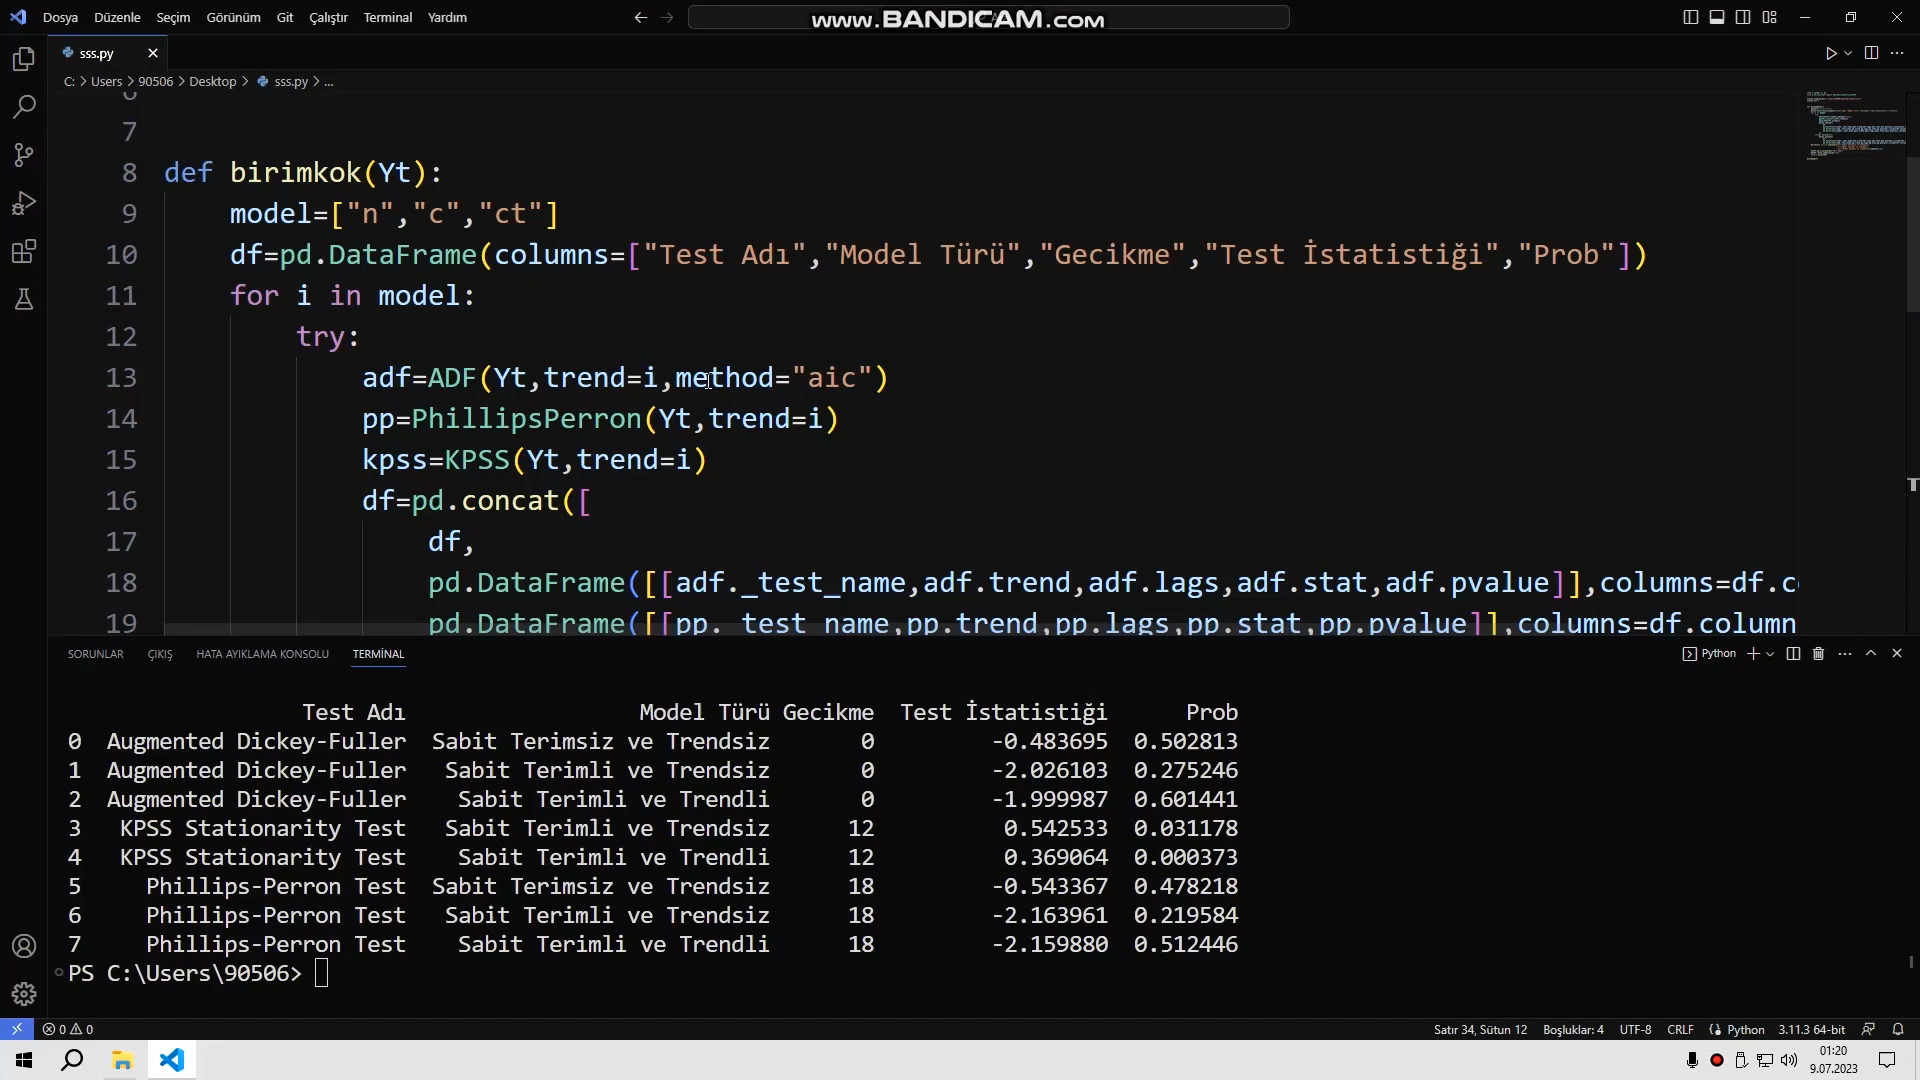 Dosya Düzenle Seçim Görünüm Git Çalıştır Terminal Yardım
www.BANDICAM.com
sss.py
C: > Users > 90506 > Desktop > sss.py > ...
6
7
8 def birimkok(Yt):
9 model=["n","c","ct"]
10 df=pd.DataFrame(columns=["Test Adı","Model Türü","Gecikme","Test İstatistiği","Prob"])
11 for i in model:
12 try:
13 adf=ADF(Yt,trend=i,method="aic")
14 pp=PhillipsPerron(Yt,trend=i)
15 kpss=KPSS(Yt,trend=i)
16 df=pd.concat([
17 df,
18 pd.DataFrame([[adf._test_name,adf.trend,adf.lags,adf.stat,adf.pvalue]],columns=df.co
19 pd.DataFrame([[pp._test_name,pp.trend,pp.lags,pp.stat,pp.pvalue]],columns=df.column
SORUNLAR ÇIKIŞ HATA AYIKLAMA KONSOLU TERMİNAL
Python
Test Adı Model Türü Gecikme Test İstatistiği Prob
0 Augmented Dickey-Fuller Sabit Terimsiz ve Trendsiz 0 -0.483695 0.502813
1 Augmented Dickey-Fuller Sabit Terimli ve Trendsiz 0 -2.026103 0.275246
2 Augmented Dickey-Fuller Sabit Terimli ve Trendli 0 -1.999987 0.601441
3 KPSS Stationarity Test Sabit Terimli ve Trendsiz 12 0.542533 0.031178
4 KPSS Stationarity Test Sabit Terimli ve Trendli 12 0.369064 0.000373
5 Phillips-Perron Test Sabit Terimsiz ve Trendsiz 18 -0.543367 0.478218
6 Phillips-Perron Test Sabit Terimli ve Trendsiz 18 -2.163961 0.219584
7 Phillips-Perron Test Sabit Terimli ve Trendli 18 -2.159880 0.512446
PS C:\Users\90506>
0 0 Satır 34, Sütun 12 Boşluklar: 4 UTF-8 CRLF Python 3.11.3 64-bit
01:20
9.07.2023